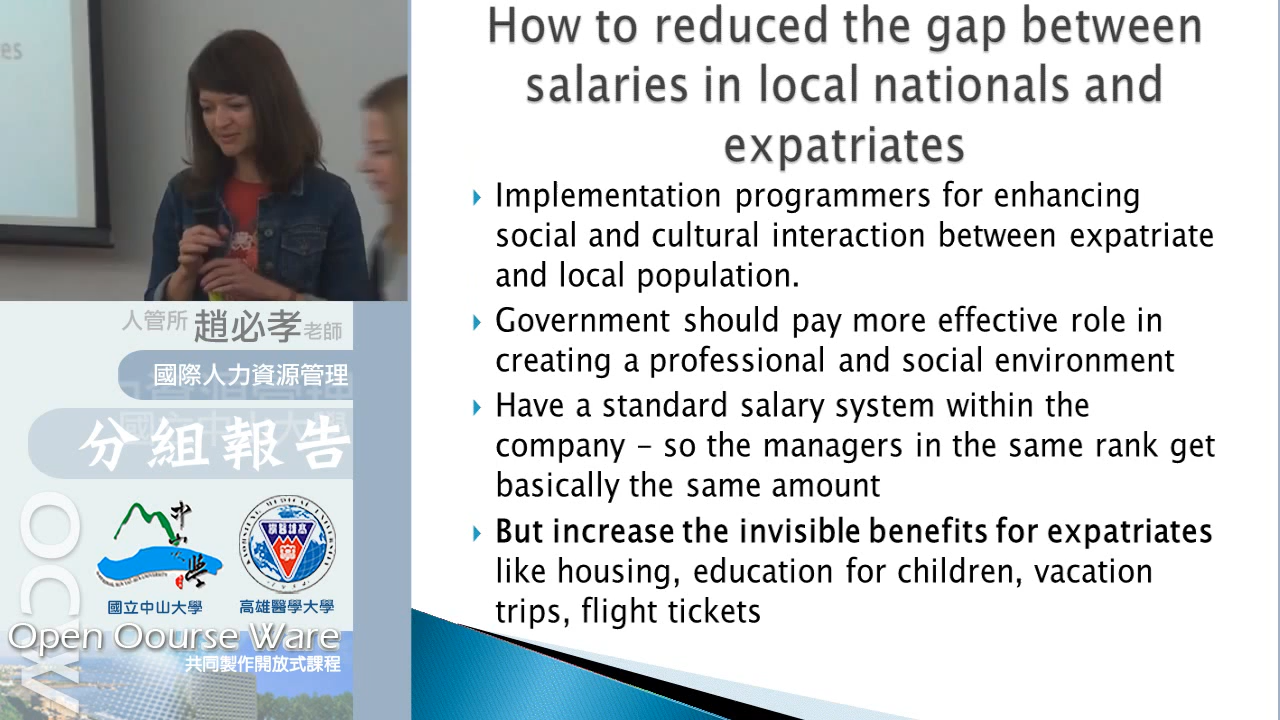 es
How to reduced the gap between
salaries in local nationals and
expatriates
Implementation programmers for enhancing
social and cultural interaction between expatriate
and local population.
Government should pay more effective role in
creating a professional and social environment
Have a standard salary system within the
company – so the managers in the same rank get
basically the same amount
But increase the invisible benefits for expatriates
like housing, education for children, vacation
trips, flight tickets
人管所 趙必孝老師
國際人力資源管理
分組報告
OCW
中山大學
國立中山大學
高雄醫學大學
Open Oourse Ware
共同製作開放式課程